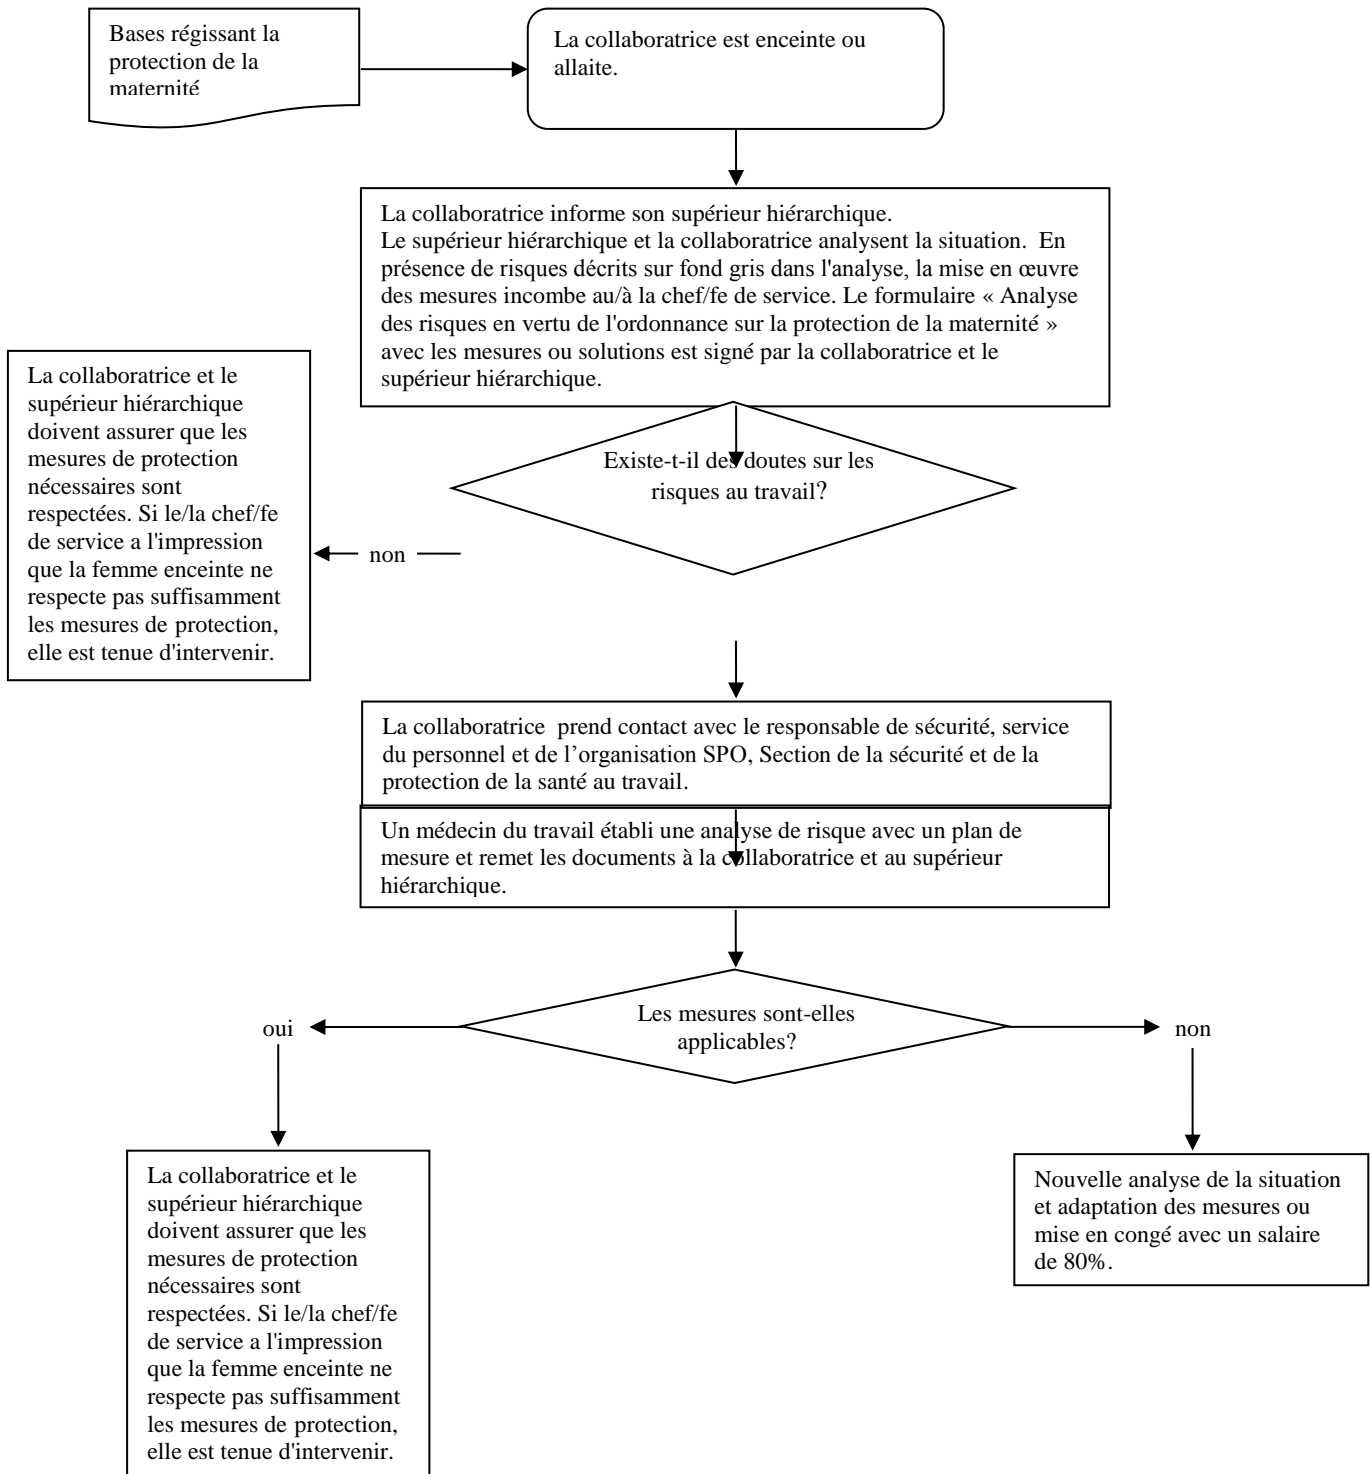 Bases régissant la
protection de la
maternité
La collaboratrice est enceinte ou
allaite.
La collaboratrice informe son supérieur hiérarchique.
Le supérieur hiérarchique et la collaboratrice analysent la situation.  En
présence de risques décrits sur fond gris dans l'analyse, la mise en œuvre
des mesures incombe au/à la chef/fe de service. Le formulaire « Analyse
des risques en vertu de l'ordonnance sur la protection de la maternité »
avec les mesures ou solutions est signé par la collaboratrice et le
supérieur hiérarchique.
La collaboratrice et le
supérieur hiérarchique
doivent assurer que les
mesures de protection
nécessaires sont
respectées. Si le/la chef/fe
de service a l'impression
que la femme enceinte ne
respecte pas suffisamment
les mesures de protection,
elle est tenue d'intervenir.
Existe-t-il des doutes sur les
risques au travail?
non
La collaboratrice  prend contact avec le responsable de sécurité, service
du personnel et de l’organisation SPO, Section de la sécurité et de la
protection de la santé au travail.
Un médecin du travail établi une analyse de risque avec un plan de
mesure et remet les documents à la collaboratrice et au supérieur
hiérarchique.
Les mesures sont-elles
applicables?
oui
non
La collaboratrice et le
supérieur hiérarchique
doivent assurer que les
mesures de protection
nécessaires sont
respectées. Si le/la chef/fe
de service a l'impression
que la femme enceinte ne
respecte pas suffisamment
les mesures de protection,
elle est tenue d'intervenir.
Nouvelle analyse de la situation
et adaptation des mesures ou
mise en congé avec un salaire
de 80%.